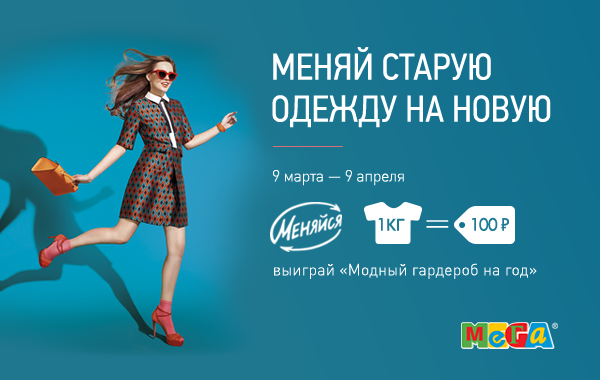 МЕНЯЙ СТАРУЮ
ОДЕЖДУ НА НОВУЮ
9 марта — 9 апреля
Меняйся
1КГ = 100 ₽
выиграй «Модный гардероб на год»
МЕГА®